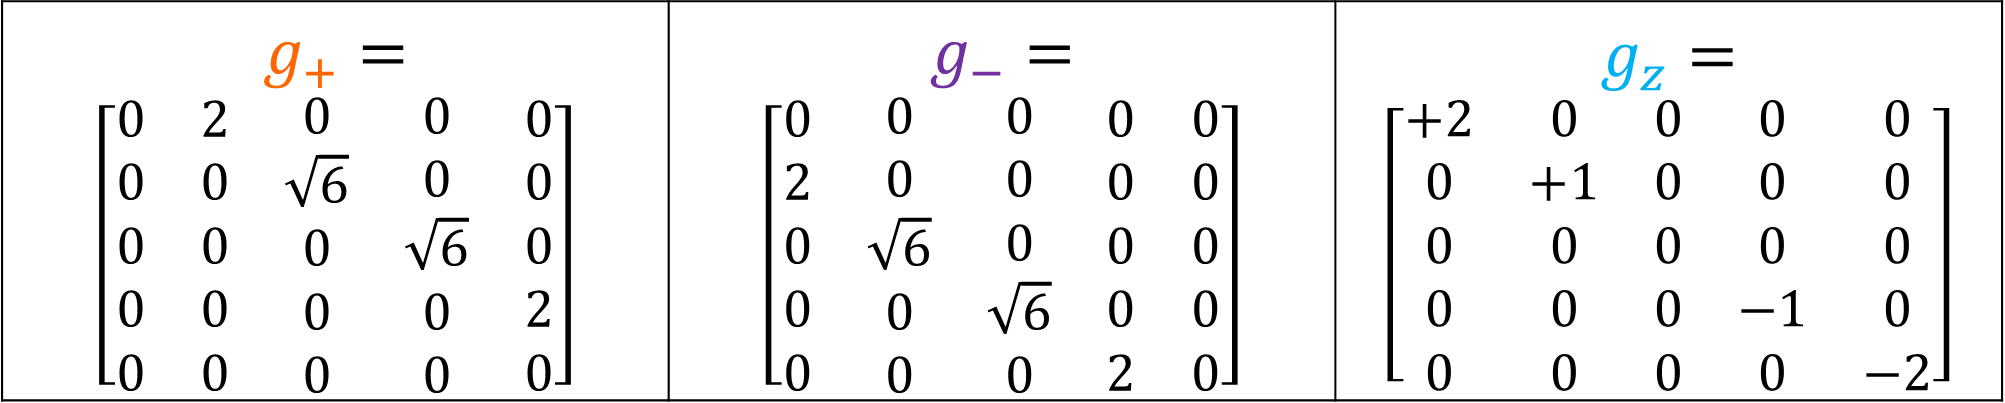 g₊ =
0 2 0 0 0
0 0 √6 0 0
0 0 0 √6 0
0 0 0 0 2
0 0 0 0 0
g₋ =
0 0 0 0 0
2 0 0 0 0
0 √6 0 0 0
0 0 √6 0 0
0 0 0 2 0
g_z =
+2 0 0 0 0
0 +1 0 0 0
0 0 0 0 0
0 0 0 −1 0
0 0 0 0 −2